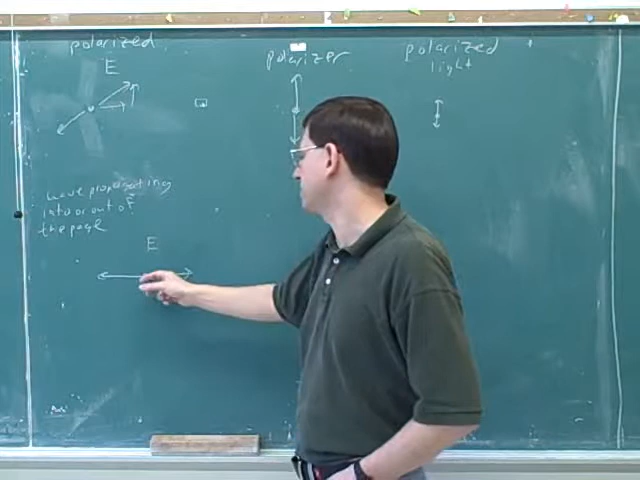 polarized
polarizer
polarized
light
E
wave propagating
into or out of
the page
E